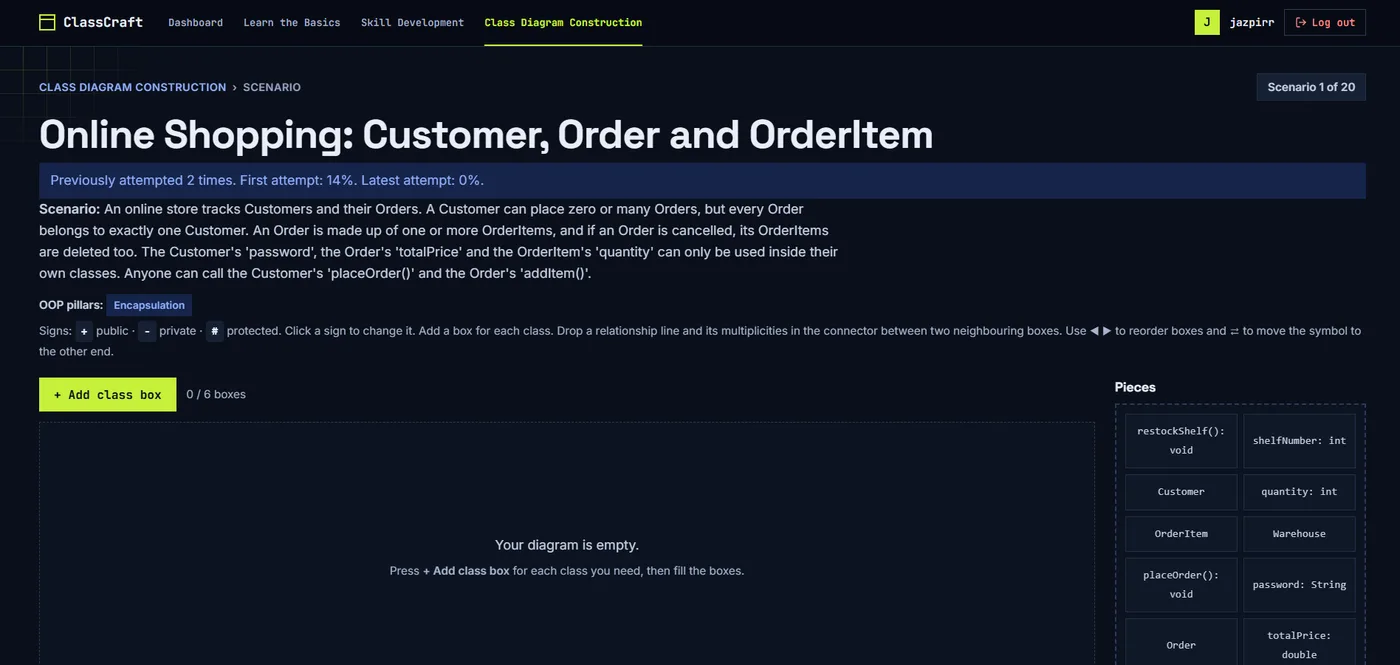 ClassCraft Dashboard Learn the Basics Skill Development Class Diagram Construction J jazpirr Log out
CLASS DIAGRAM CONSTRUCTION › SCENARIO Scenario 1 of 20
Online Shopping: Customer, Order and OrderItem
Previously attempted 2 times. First attempt: 14%. Latest attempt: 0%.
Scenario: An online store tracks Customers and their Orders. A Customer can place zero or many Orders, but every Order
belongs to exactly one Customer. An Order is made up of one or more OrderItems, and if an Order is cancelled, its OrderItems
are deleted too. The Customer's 'password', the Order's 'totalPrice' and the OrderItem's 'quantity' can only be used inside their
own classes. Anyone can call the Customer's 'placeOrder()' and the Order's 'addItem()'.
OOP pillars: Encapsulation
Signs: + public · - private · # protected. Click a sign to change it. Add a box for each class. Drop a relationship line and its multiplicities in the connector between two neighbouring boxes. Use ◀ ▶ to reorder boxes and ⇄ to move the symbol to
the other end.
+ Add class box 0 / 6 boxes
Your diagram is empty.
Press + Add class box for each class you need, then fill the boxes.
Pieces
restockShelf():
void
shelfNumber: int
Customer
quantity: int
OrderItem
Warehouse
placeOrder():
void
password: String
Order
totalPrice:
double